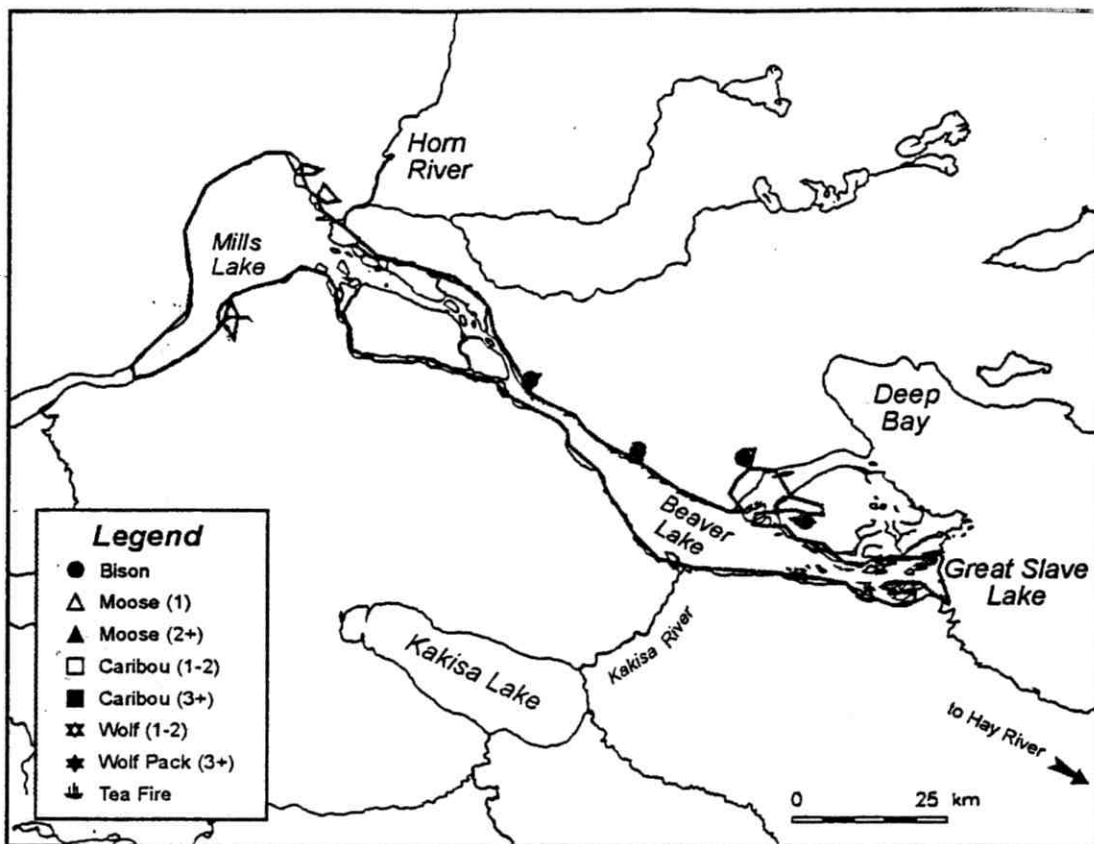 Horn
River
Mills
Lake
Deep
Bay
Beaver
Lake
Great Slave
Lake
Kakisa Lake
Kakisa River
to Hay River
Legend
Bison
Moose (1)
Moose (2+)
Caribou (1-2)
Caribou (3+)
Wolf (1-2)
Wolf Pack (3+)
Tea Fire
0 25 km